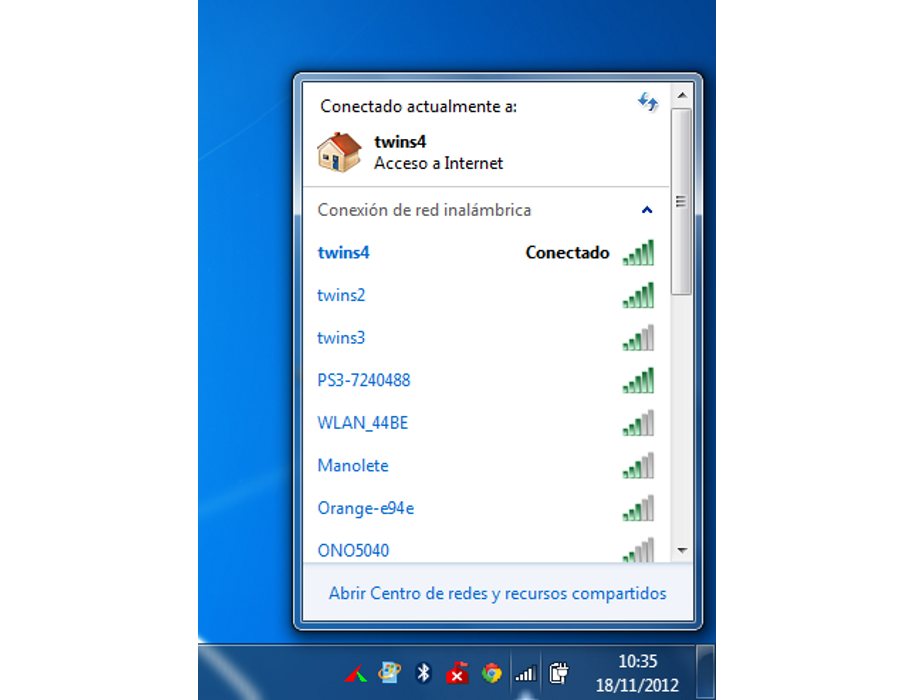 Conectado actualmente a:
twins4
Acceso a Internet
Conexión de red inalámbrica
twins4 Conectado
twins2
twins3
PS3-7240488
WLAN_44BE
Manolete
Orange-e94e
ONO5040
Abrir Centro de redes y recursos compartidos
10:35
18/11/2012